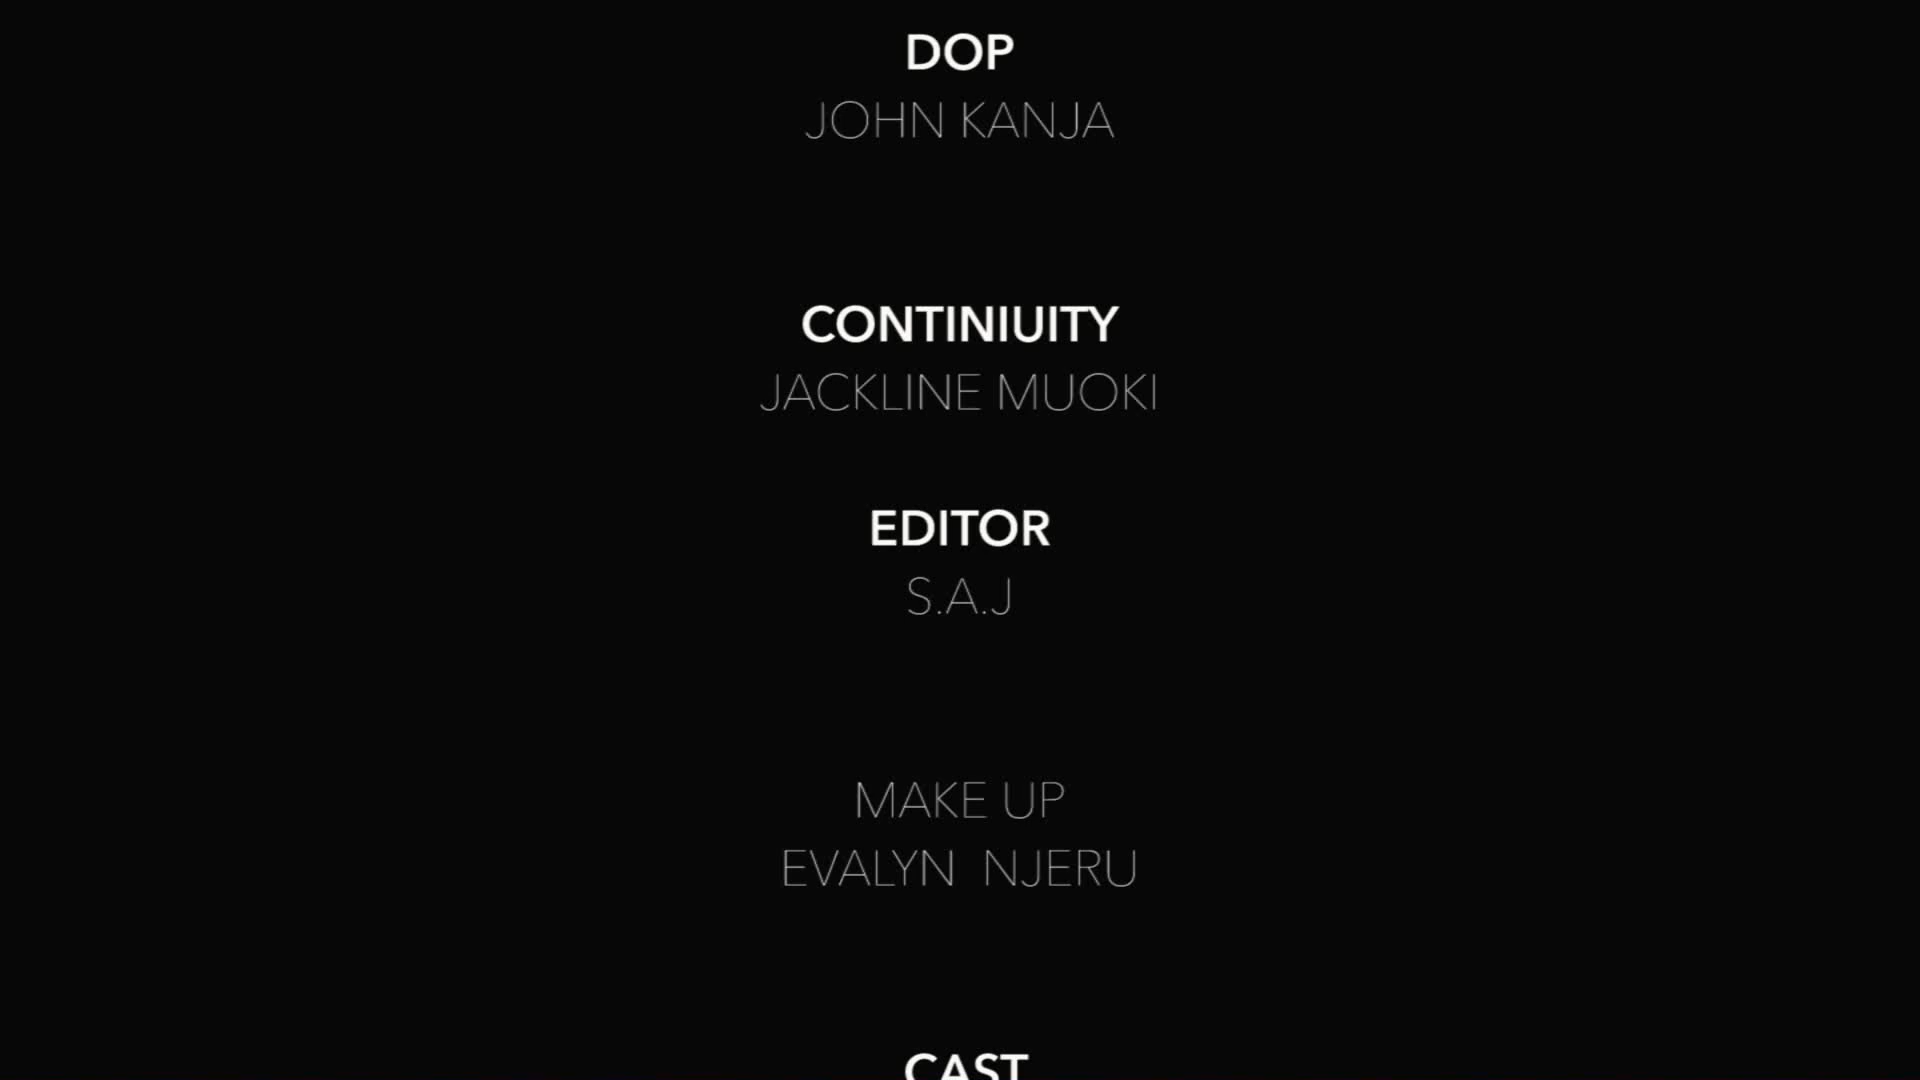 DOP
JOHN KANJA
CONTINIUITY
JACKLINE MUOKI
EDITOR
S.A.J
MAKE UP
EVALYN  NJERU
CAST